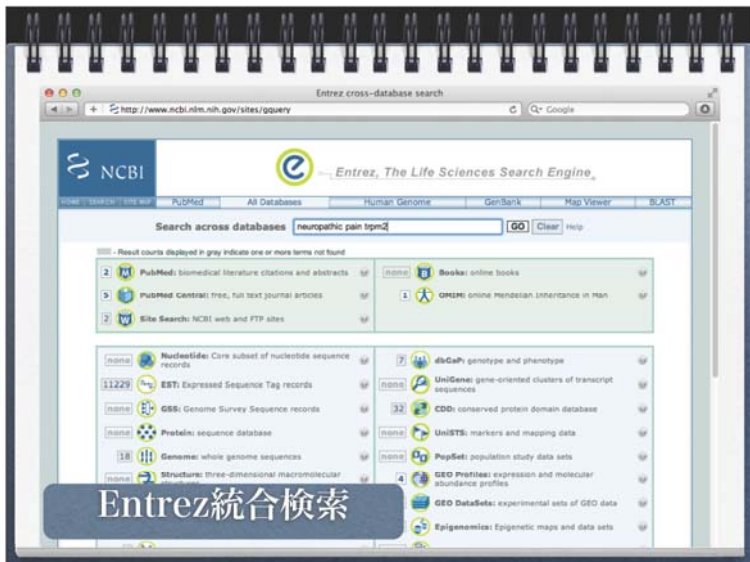 Entrez cross-database search
http://www.ncbi.nlm.nih.gov/sites/gquery
Google
NCBI
Entrez, The Life Sciences Search Engine
HOME SEARCH SITE MAP PubMed All Databases Human Genome GenBank Map Viewer BLAST
Search across databases neuropathic pain trpm2 GO Clear Help
- Result counts displayed in gray indicate one or more terms not found
2 PubMed: biomedical literature citations and abstracts
5 PubMed Central: free, full text journal articles
2 Site Search: NCBI web and FTP sites
none Books: online books
1 OMIM: online Mendelian Inheritance in Man
none Nucleotide: Core subset of nucleotide sequence
records
11229 EST: Expressed Sequence Tag records
none GSS: Genome Survey Sequence records
none Protein: sequence database
18 Genome: whole genome sequences
none Structure: three-dimensional macromolecular
7 dbGaP: genotype and phenotype
none UniGene: gene-oriented clusters of transcript
sequences
32 CDD: conserved protein domain database
none UniSTS: markers and mapping data
none PopSet: population study data sets
4 GEO Profiles: expression and molecular
abundance profiles
GEO DataSets: experimental sets of GEO data
Epigenomics: Epigenetic maps and data sets
Entrez統合検索